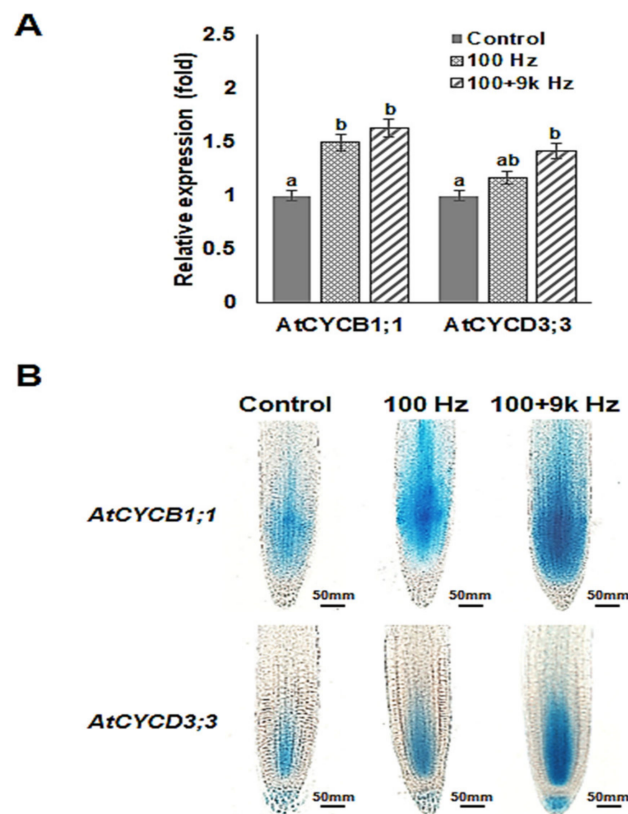 A
Relative expression (fold)
2.5
2
1.5
1
0.5
0
Control
100 Hz
100+9k Hz
a
b
b
a
ab
b
AtCYCB1;1
AtCYCD3;3
B
Control
100 Hz
100+9k Hz
AtCYCB1;1
50mm
50mm
50mm
AtCYCD3;3
50mm
50mm
50mm